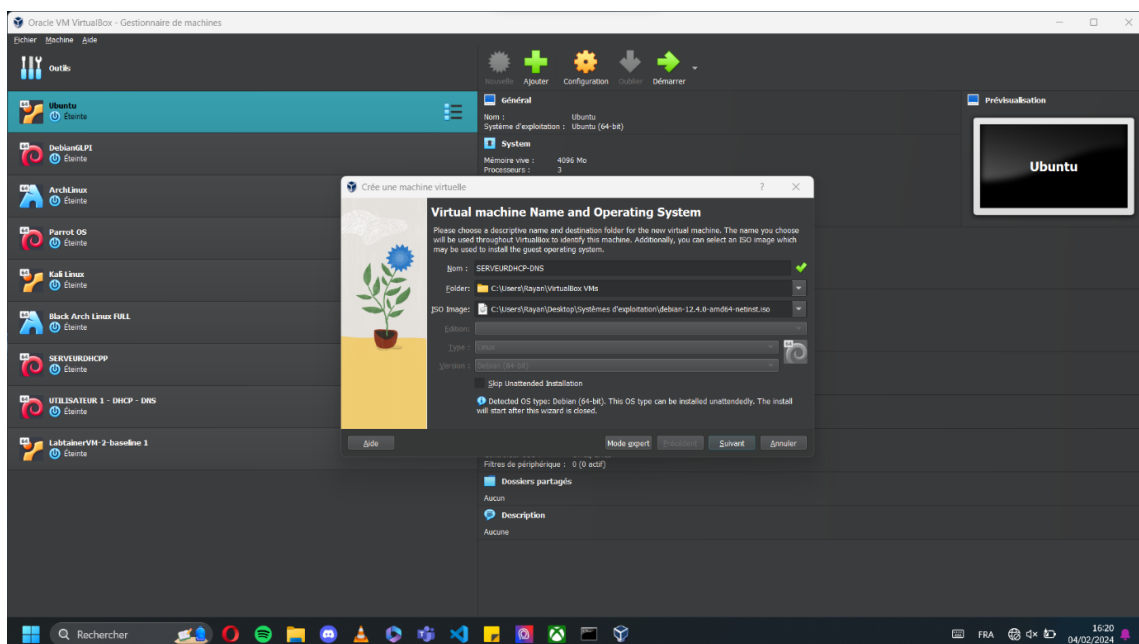 Oracle VM VirtualBox - Gestionnaire de machines
Fichier Machine Aide
Outils
Nouvelle Ajouter Configuration Oublier Démarrer
Ubuntu
Éteinte
DebianGLPI
Éteinte
ArchLinux
Éteinte
Parrot OS
Éteinte
Kali Linux
Éteinte
Black Arch Linux FULL
Éteinte
SERVEURDHCPP
Éteinte
UTILISATEUR 1 - DHCP - DNS
Éteinte
LabtainerVM-2-baseline 1
Éteinte
Général
Nom : Ubuntu
Système d'exploitation : Ubuntu (64-bit)
System
Mémoire vive : 4096 Mo
Processeurs : 3
Prévisualisation
Ubuntu
Crée une machine virtuelle
Virtual machine Name and Operating System
Please choose a descriptive name and destination folder for the new virtual machine. The name you choose
will be used throughout VirtualBox to identify this machine. Additionally, you can select an ISO image which
may be used to install the guest operating system.
Nom : SERVEURDHCP-DNS
Folder: C:\Users\Rayan\VirtualBox VMs
ISO Image: C:\Users\Rayan\Desktop\Systèmes d'exploitation\debian-12.4.0-amd64-netinst.iso
Edition:
Type : Linux
Version : Debian (64-bit)
Skip Unattended Installation
Detected OS type: Debian (64-bit). This OS type can be installed unattendedly. The install
will start after this wizard is closed.
Aide Mode expert Précédent Suivant Annuler
Filtres de périphérique : 0 (0 actif)
Dossiers partagés
Aucun
Description
Aucune
Rechercher
FRA
16:20
04/02/2024